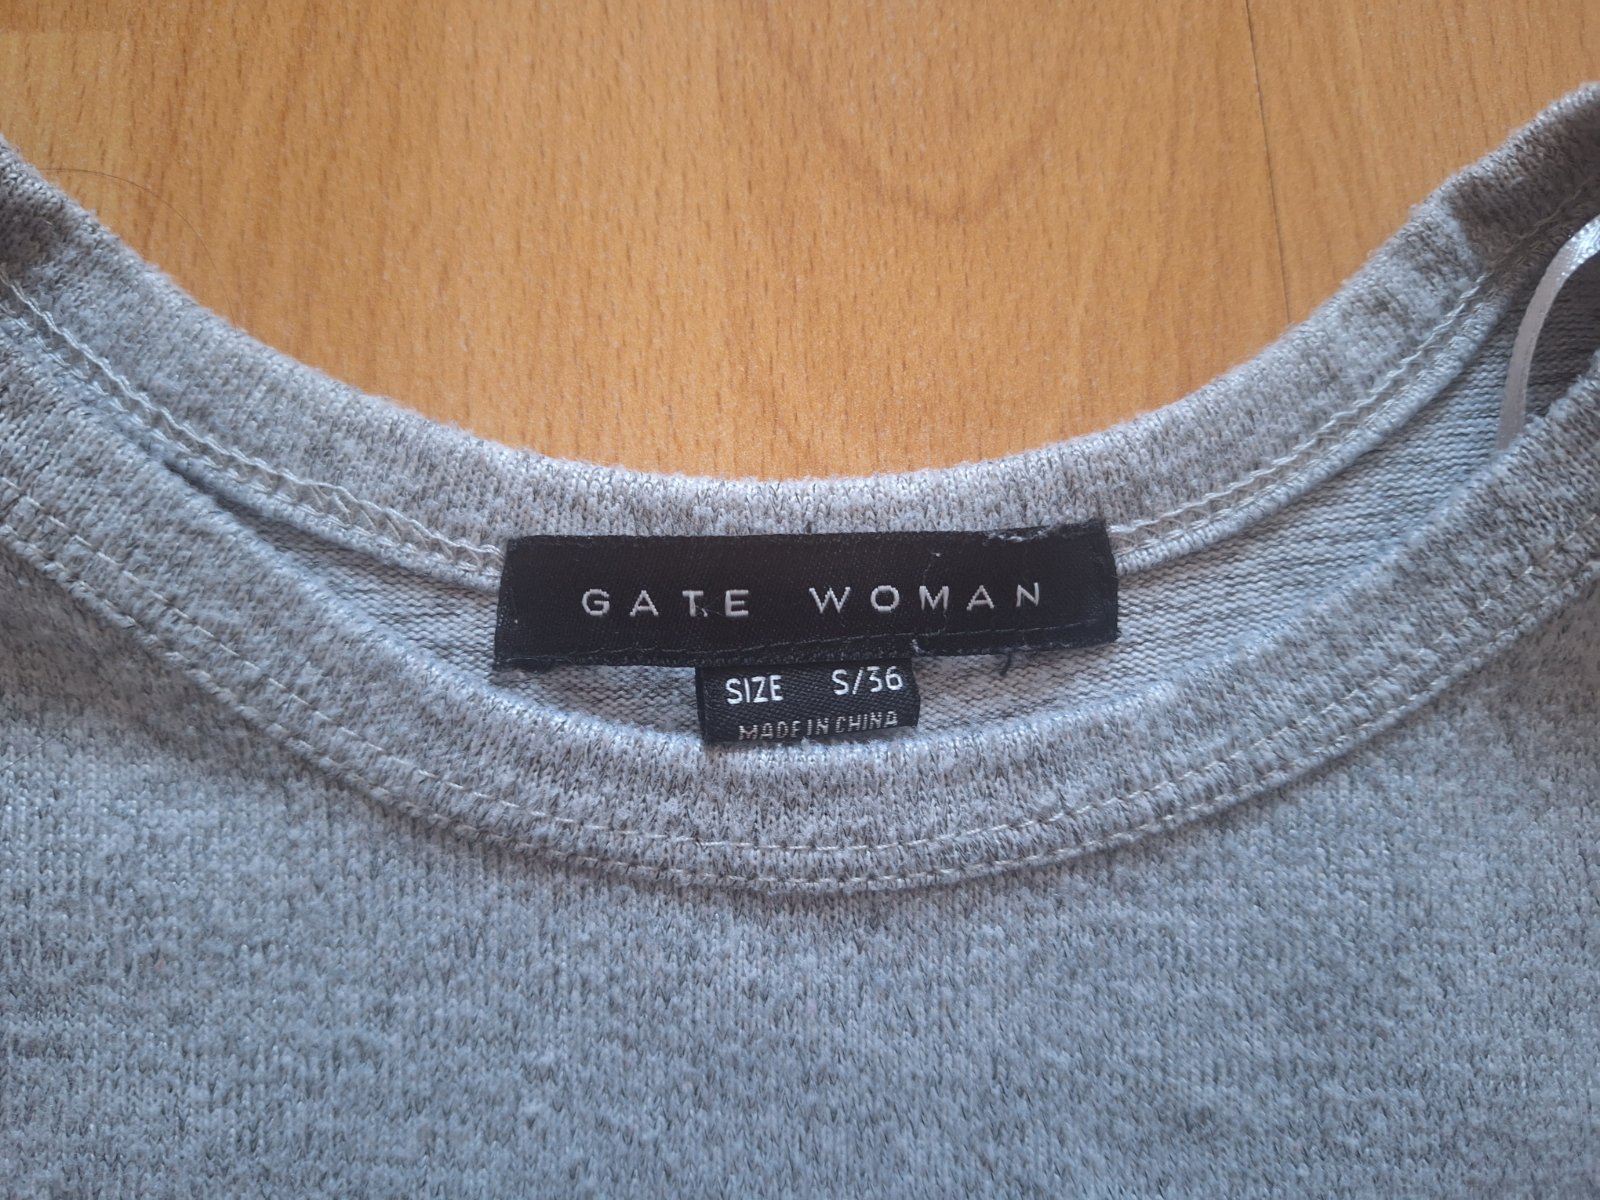 GATE WOMAN
SIZE S/36
MADE IN CHINA